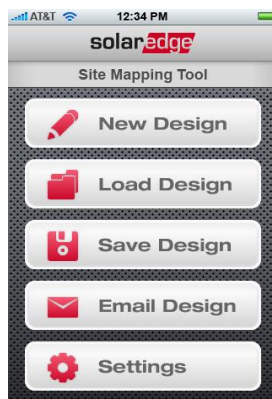 AT&T 12:34 PM
solaredge
Site Mapping Tool
New Design
Load Design
Save Design
Email Design
Settings